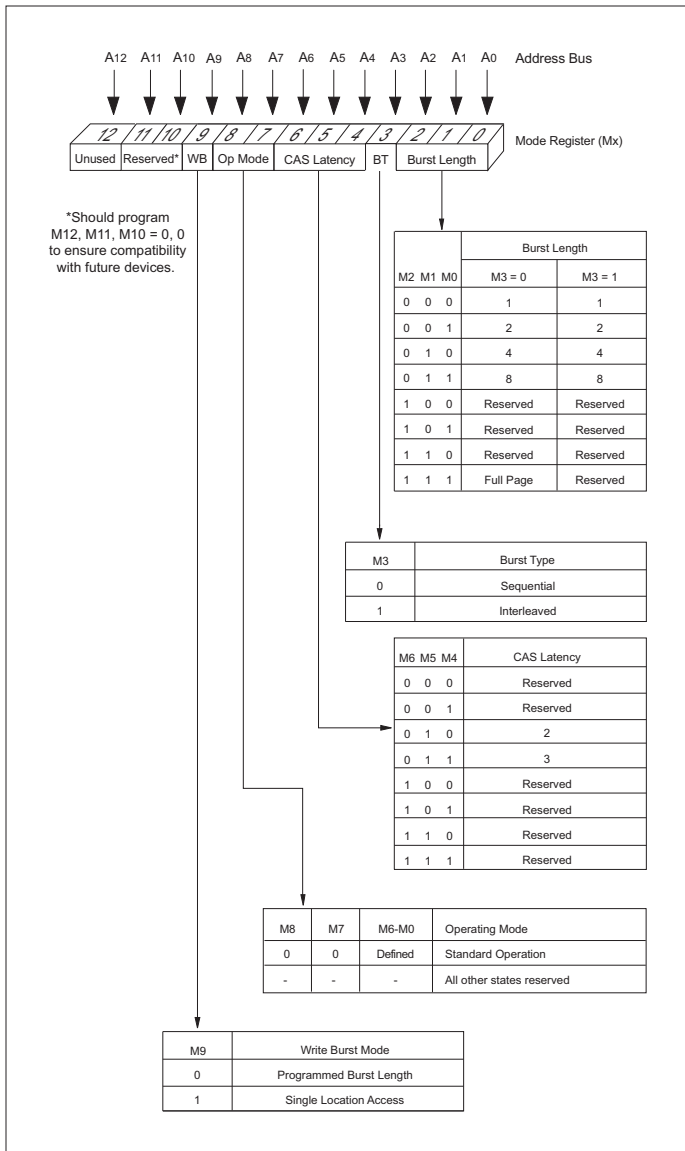 A12 A11 A10 A9 A8 A7 A6 A5 A4 A3 A2 A1 A0 Address Bus
12 11 10 9 8 7 6 5 4 3 2 1 0 Mode Register (Mx)
Unused Reserved* WB Op Mode CAS Latency BT Burst Length
*Should program
M12, M11, M10 = 0, 0
to ensure compatibility
with future devices.
Burst Length
M2 M1 M0 M3 = 0 M3 = 1
0 0 0 1 1
0 0 1 2 2
0 1 0 4 4
0 1 1 8 8
1 0 0 Reserved Reserved
1 0 1 Reserved Reserved
1 1 0 Reserved Reserved
1 1 1 Full Page Reserved
M3 Burst Type
0 Sequential
1 Interleaved
M6 M5 M4 CAS Latency
0 0 0 Reserved
0 0 1 Reserved
0 1 0 2
0 1 1 3
1 0 0 Reserved
1 0 1 Reserved
1 1 0 Reserved
1 1 1 Reserved
M8 M7 M6-M0 Operating Mode
0 0 Defined Standard Operation
- - - All other states reserved
M9 Write Burst Mode
0 Programmed Burst Length
1 Single Location Access